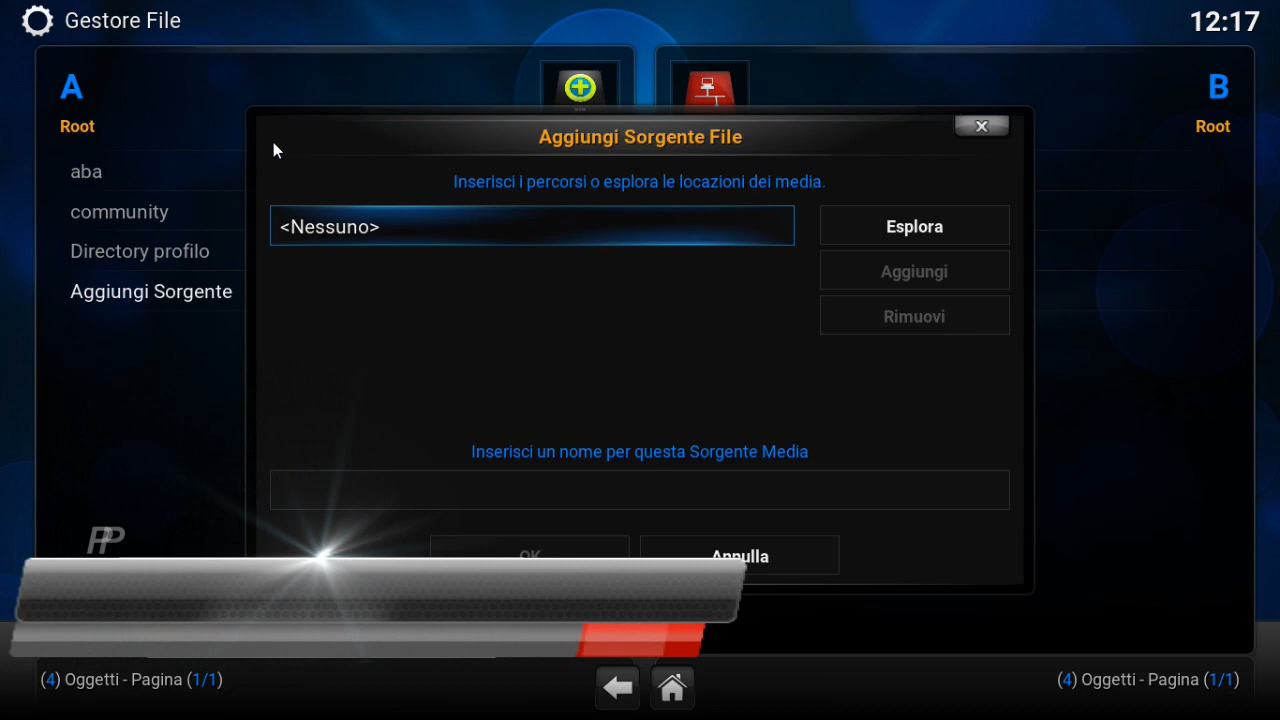 Gestore File
12:17
A
B
Root
Root
aba
community
Directory profilo
Aggiungi Sorgente
Aggiungi Sorgente File
Inserisci i percorsi o esplora le locazioni dei media.
<Nessuno>
Esplora
Aggiungi
Rimuovi
Inserisci un nome per questa Sorgente Media
OK
Annulla
PP
(4) Oggetti - Pagina (1/1)
(4) Oggetti - Pagina (1/1)